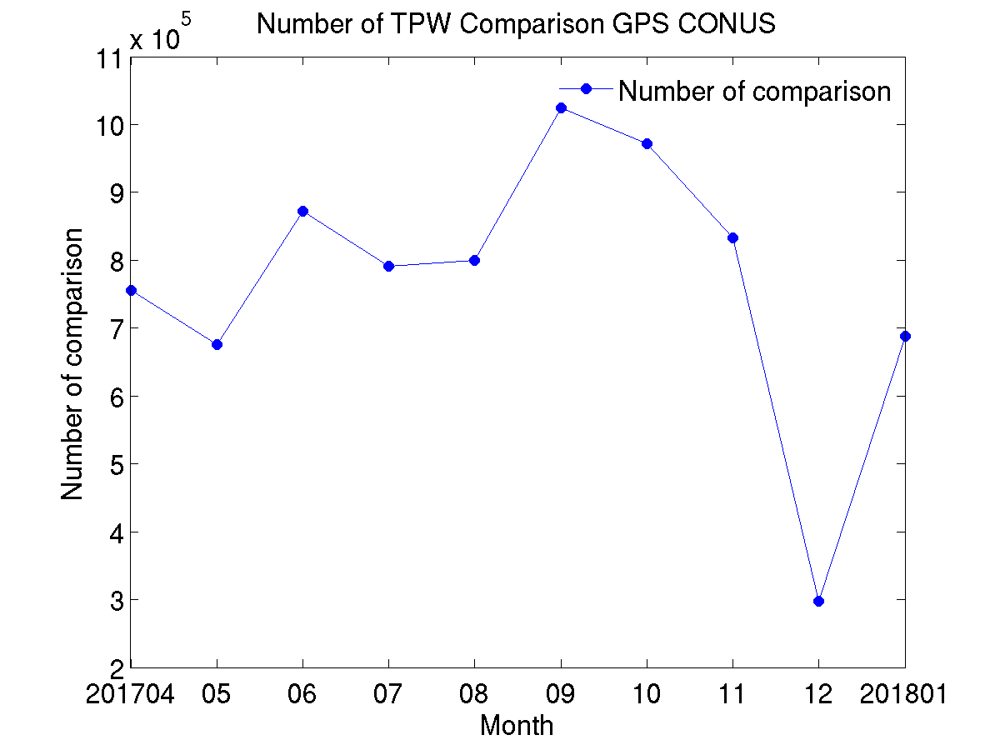 Number of TPW Comparison GPS CONUS
x 10^5
Number of comparison
11
10
9
8
7
6
5
4
3
2
Number of comparison
201704 05 06 07 08 09 10 11 12 201801
Month